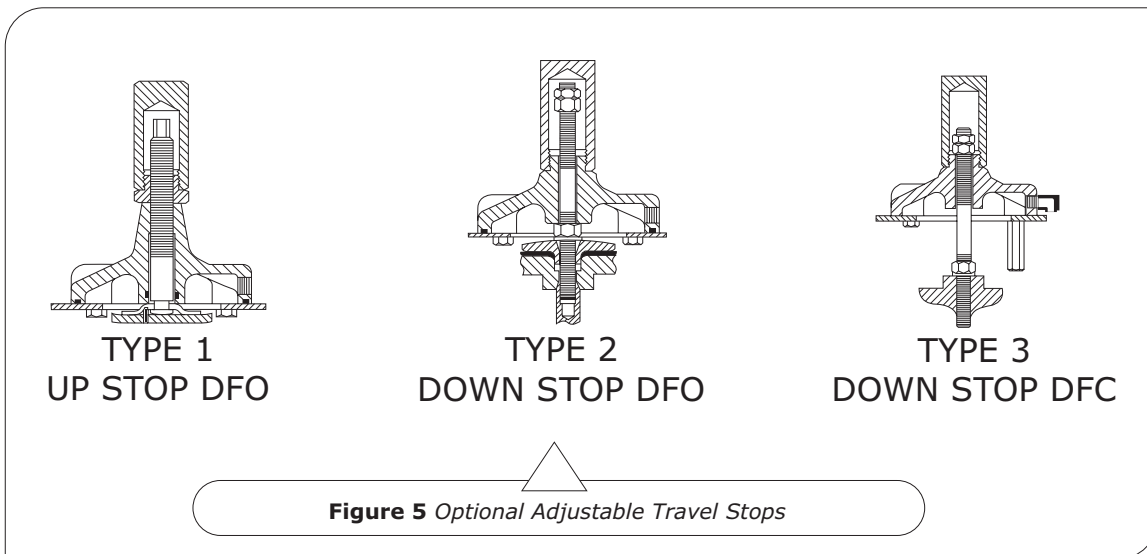 TYPE 1
UP STOP DFO
TYPE 2
DOWN STOP DFO
TYPE 3
DOWN STOP DFC
Figure 5 Optional Adjustable Travel Stops